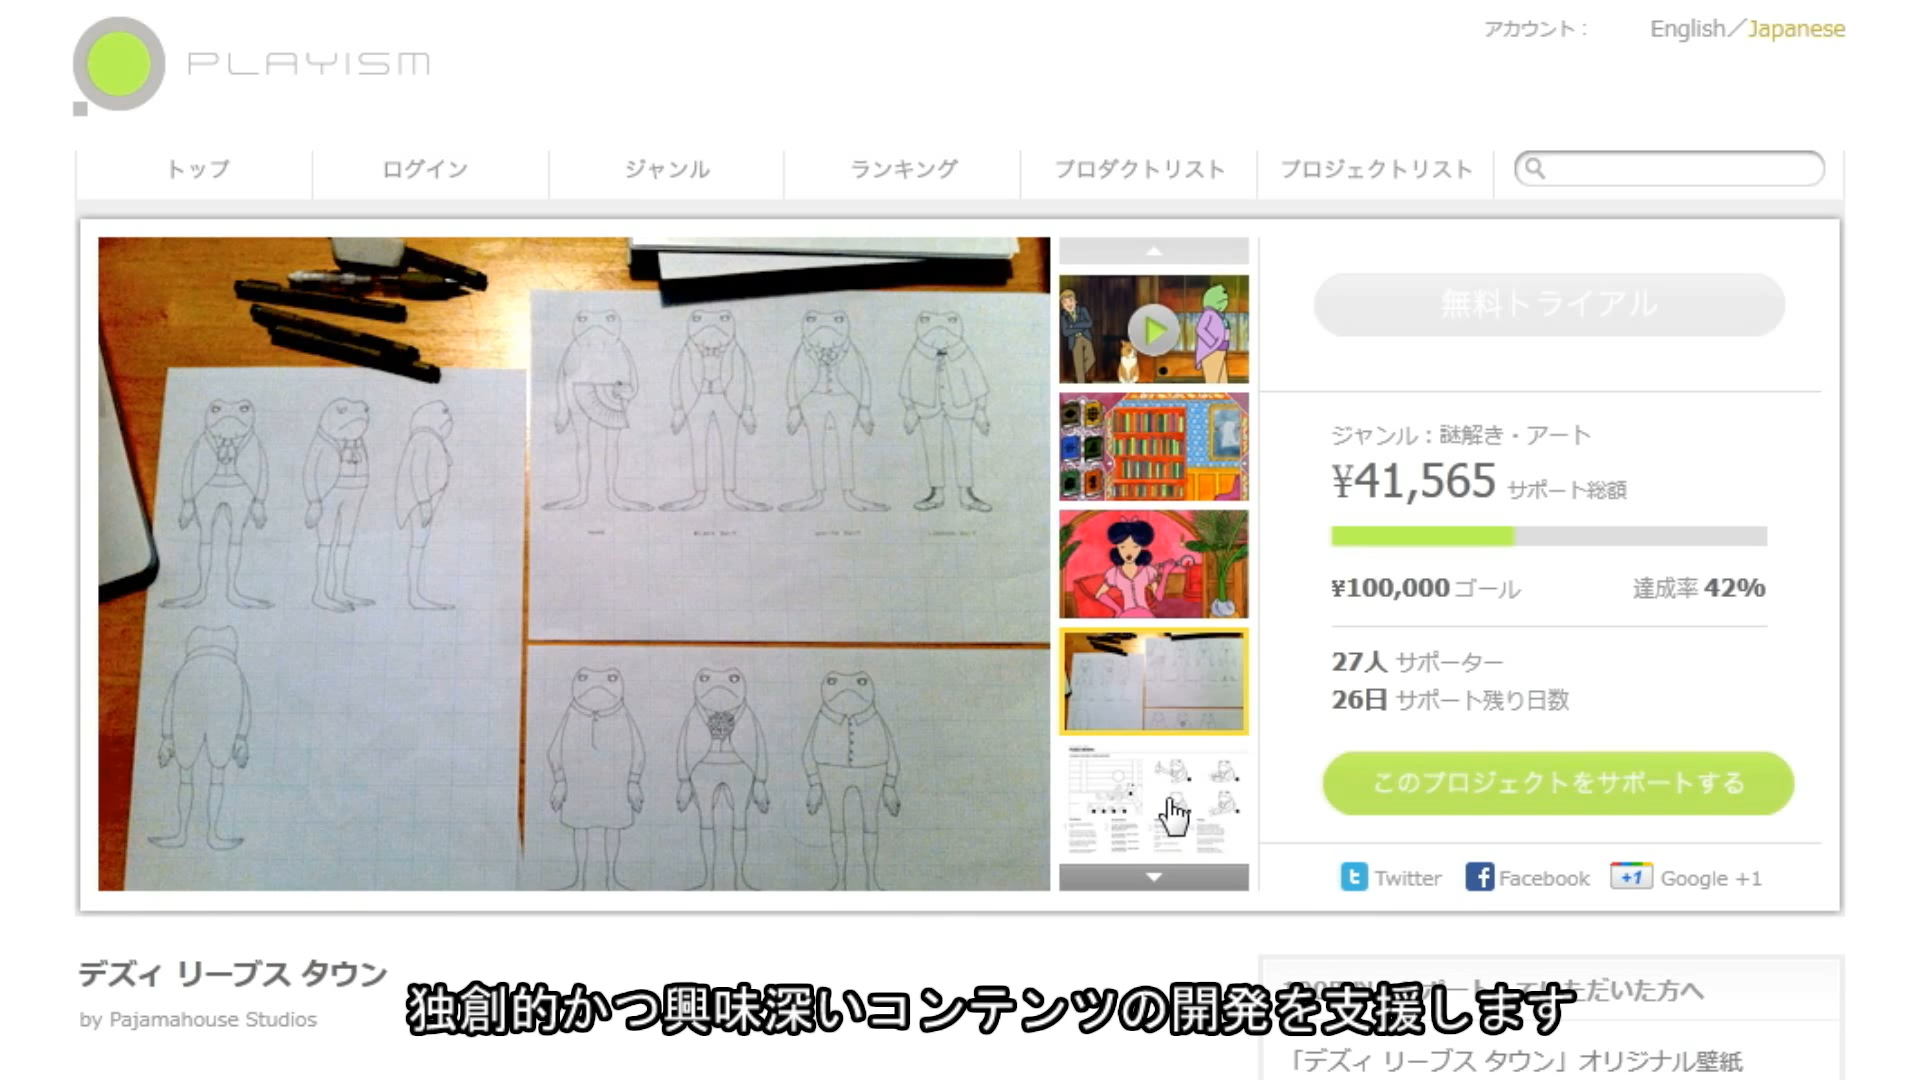 PLAYISM
アカウント :
English／Japanese
トップ
ログイン
ジャンル
ランキング
プロダクトリスト
プロジェクトリスト
無料トライアル
ジャンル : 謎解き・アート
¥41,565 サポート総額
¥100,000 ゴール 達成率 42%
27人 サポーター
26日 サポート残り日数
このプロジェクトをサポートする
Twitter Facebook +1 Google +1
デズィ リーブス タウン
by Pajamahouse Studios
ただいた方へ
独創的かつ興味深いコンテンツの開発を支援します
「デズィ リーブス タウン」オリジナル壁紙